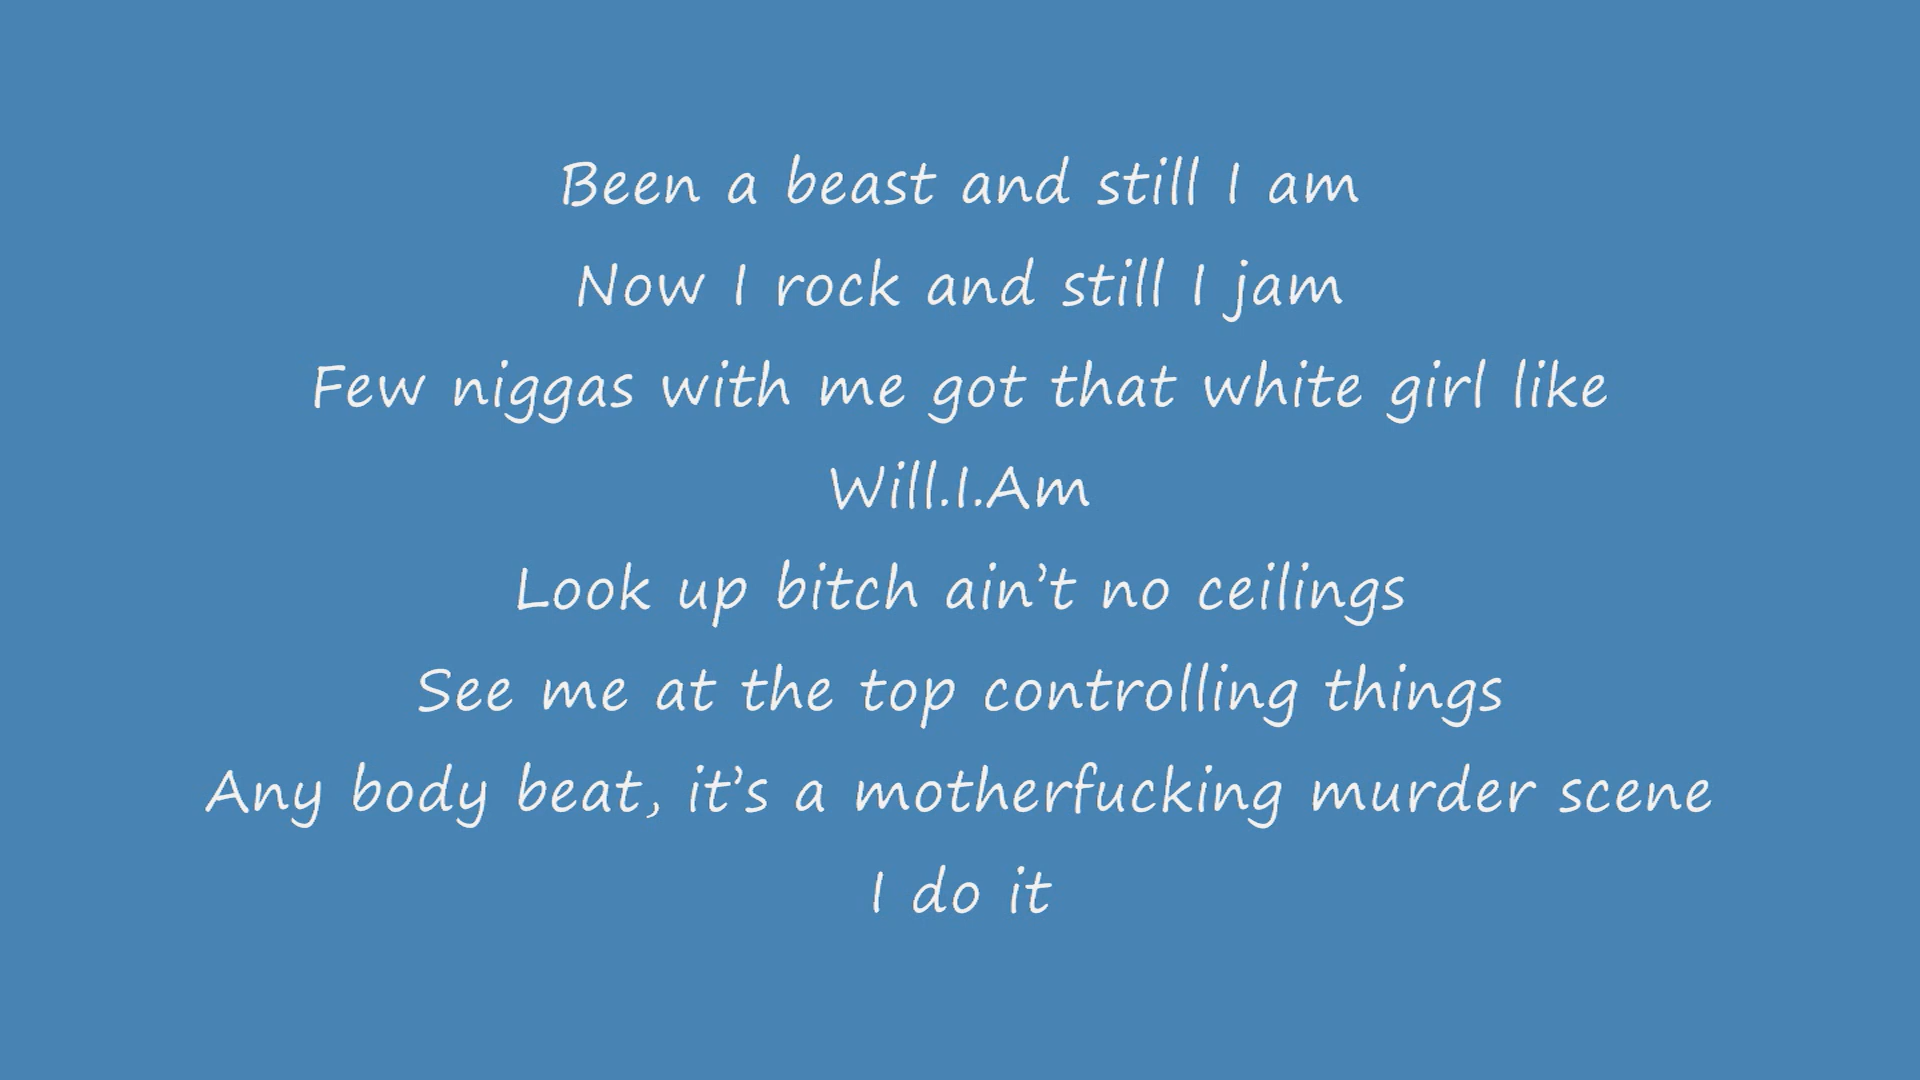 Been a beast and still I am
Now I rock and still I jam
Few niggas with me got that white girl like
Will.I.Am
Look up bitch ain’t no ceilings
See me at the top controlling things
Any body beat, it’s a motherfucking murder scene
I do it